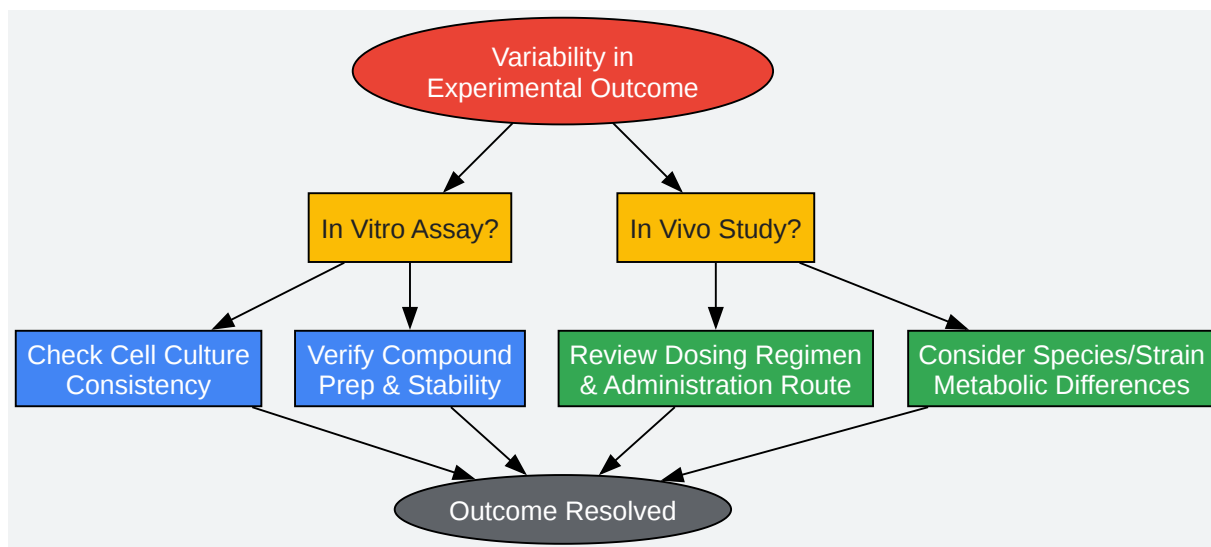 Variability in
Experimental Outcome
In Vitro Assay?
In Vivo Study?
Check Cell Culture
Consistency
Verify Compound
Prep & Stability
Review Dosing Regimen
& Administration Route
Consider Species/Strain
Metabolic Differences
Outcome Resolved